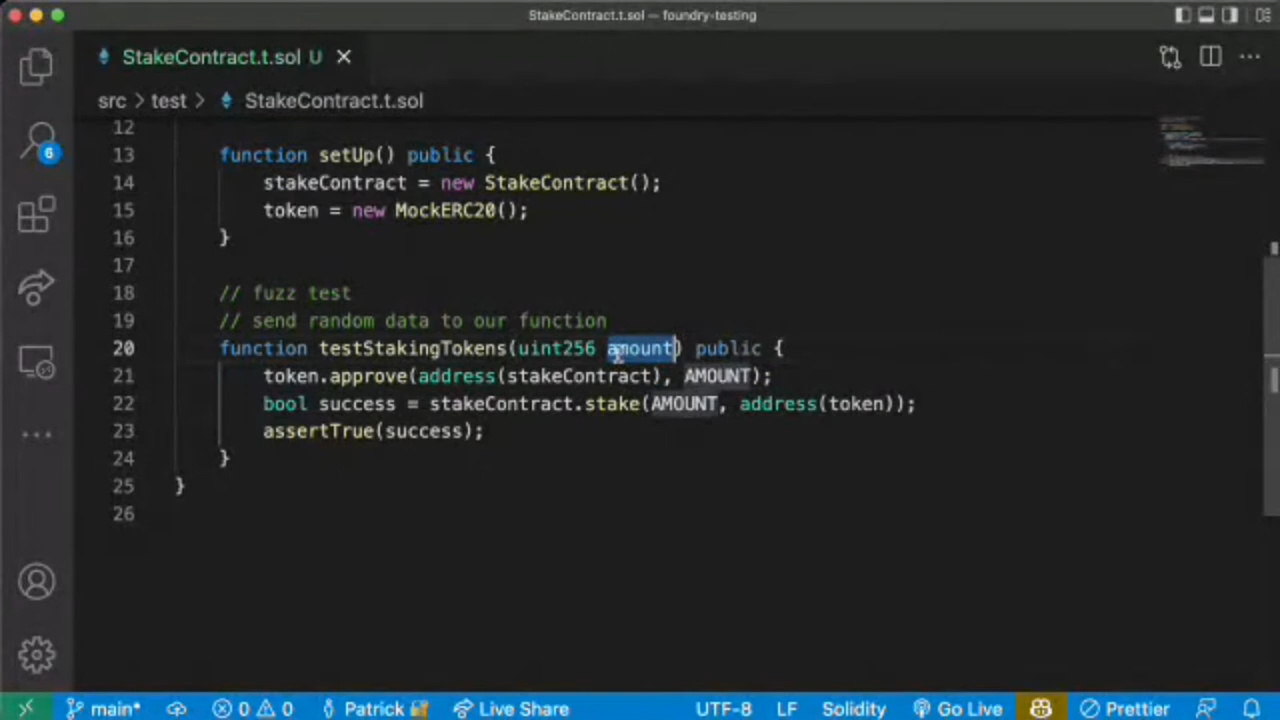 StakeContract.t.sol — foundry-testing
StakeContract.t.sol U
src > test > StakeContract.t.sol
12
13 function setUp() public {
14 stakeContract = new StakeContract();
15 token = new MockERC20();
16 }
17
18 // fuzz test
19 // send random data to our function
20 function testStakingTokens(uint256 amount) public {
21 token.approve(address(stakeContract), AMOUNT);
22 bool success = stakeContract.stake(AMOUNT, address(token));
23 assertTrue(success);
24 }
25 }
26
6
main* 0 0 Patrick Live Share UTF-8 LF Solidity Go Live Prettier